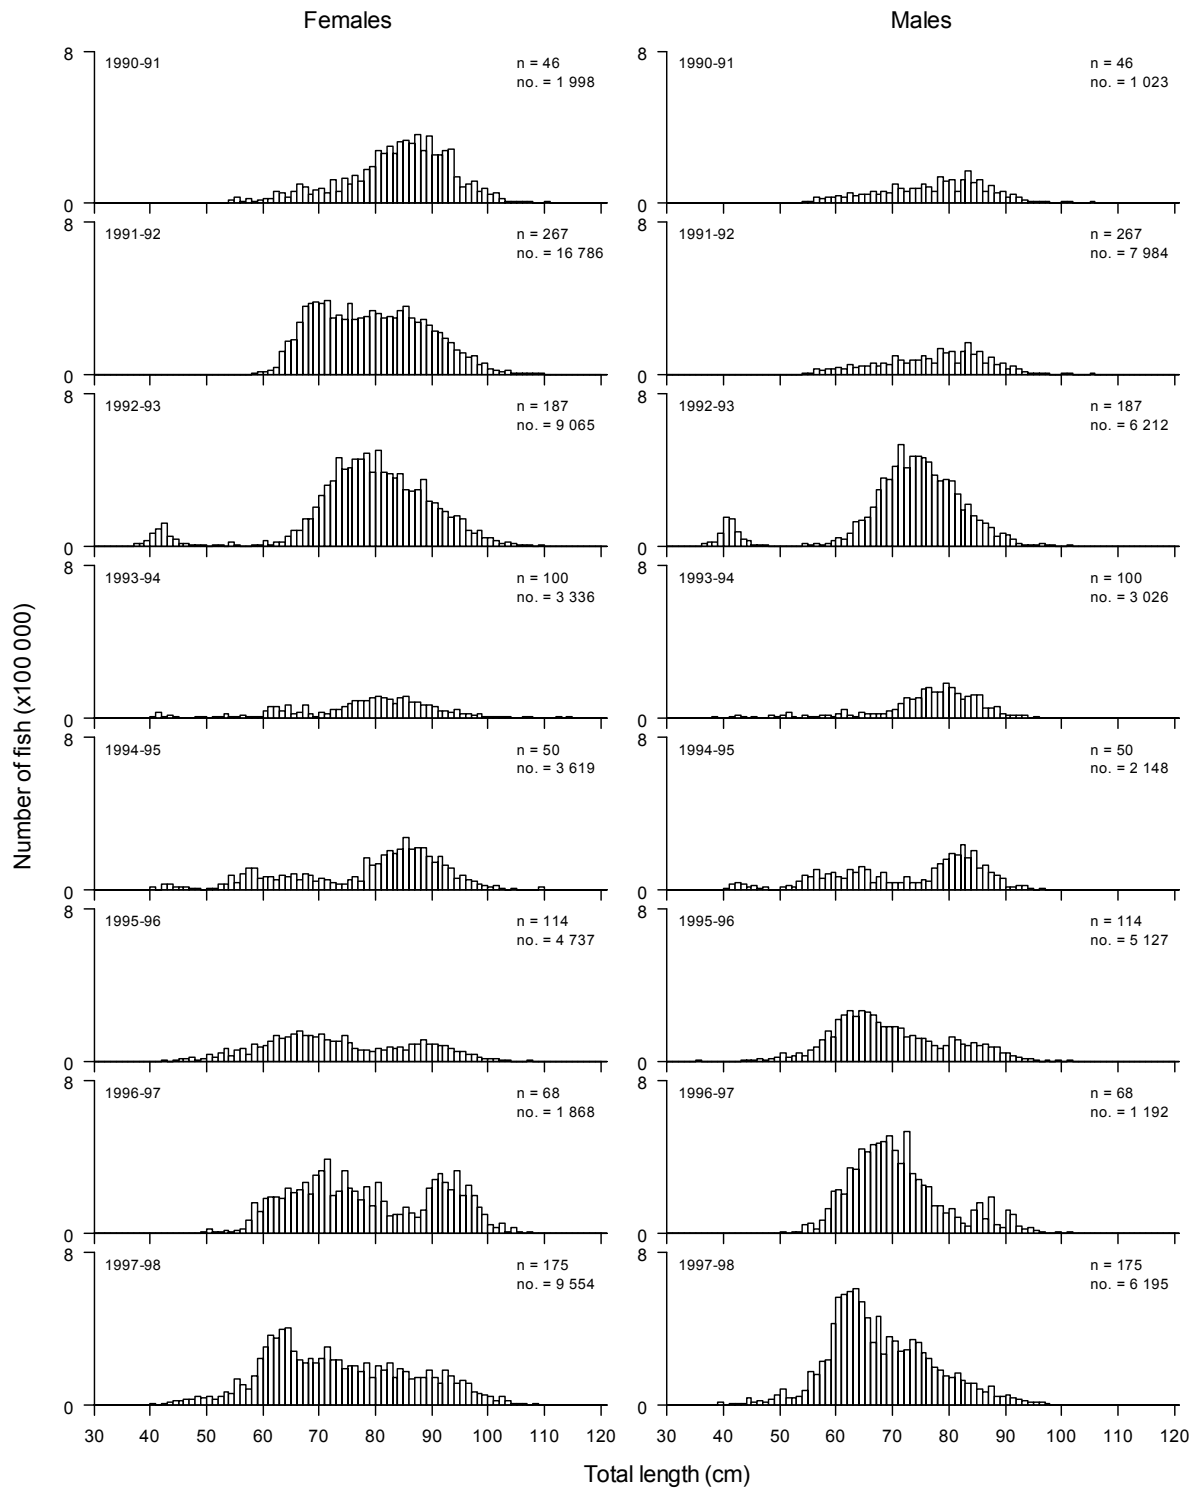 Females
Males
Number of fish (x100 000)
8
1990-91
n = 46
no. = 1 998
0
1990-91
n = 46
no. = 1 023
0
8
8
1991-92
n = 267
no. = 16 786
0
8
1991-92
n = 267
no. = 7 984
0
8
1992-93
n = 187
no. = 9 065
0
8
1992-93
n = 187
no. = 6 212
0
8
1993-94
n = 100
no. = 3 336
0
8
1993-94
n = 100
no. = 3 026
0
8
1994-95
n = 50
no. = 3 619
0
8
1994-95
n = 50
no. = 2 148
0
8
1995-96
n = 114
no. = 4 737
0
8
1995-96
n = 114
no. = 5 127
0
8
1996-97
n = 68
no. = 1 868
0
8
1996-97
n = 68
no. = 1 192
0
8
1997-98
n = 175
no. = 9 554
0
8
1997-98
n = 175
no. = 6 195
0
30 40 50 60 70 80 90 100 110 120
30 40 50 60 70 80 90 100 110 120
Total length (cm)